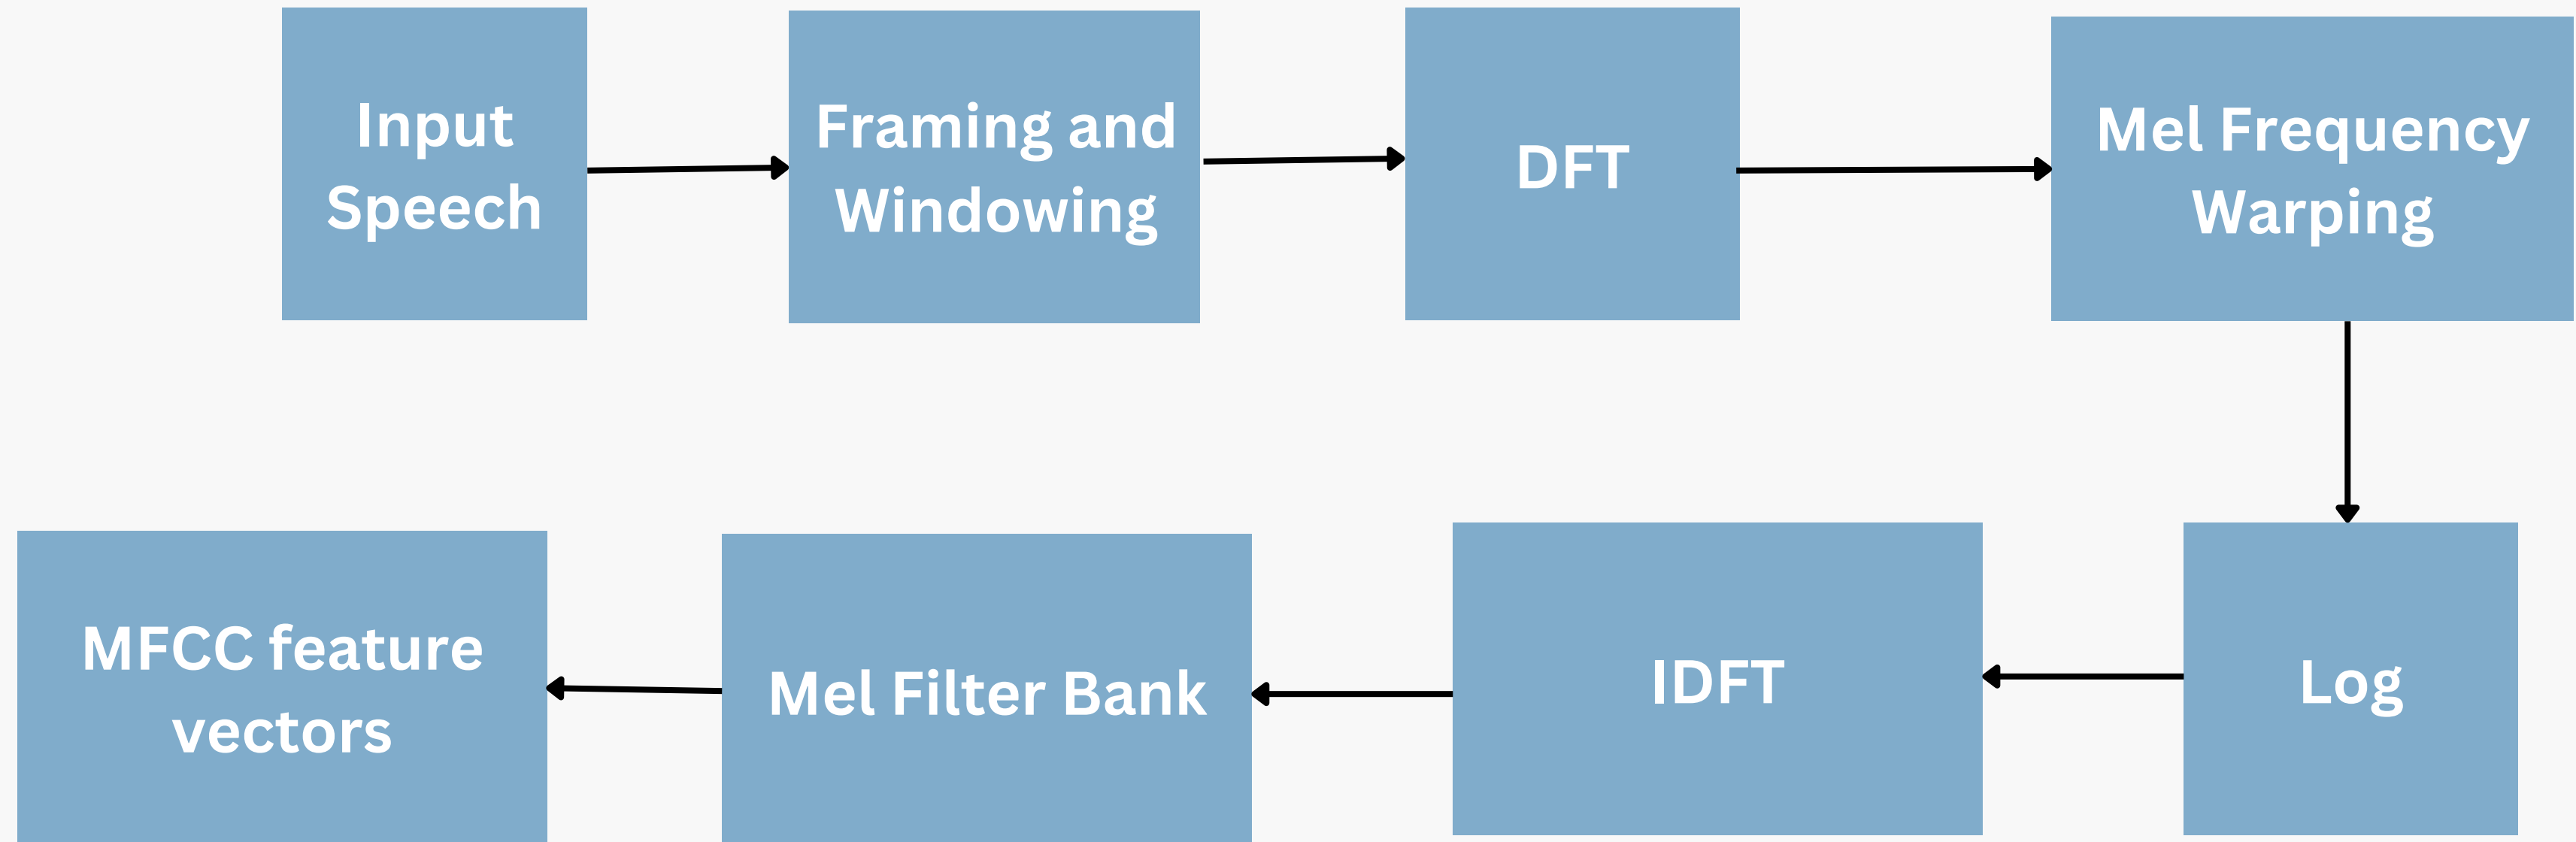 Input
Speech
Framing and
Windowing
DFT
Mel Frequency
Warping
Log
IDFT
Mel Filter Bank
MFCC feature
vectors